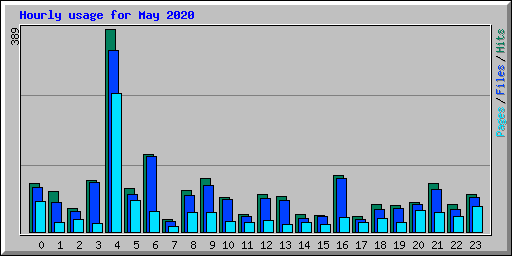 Hourly usage for May 2020
389
Pages / Files / Hits
0 1 2 3 4 5 6 7 8 9 10 11 12 13 14 15 16 17 18 19 20 21 22 23